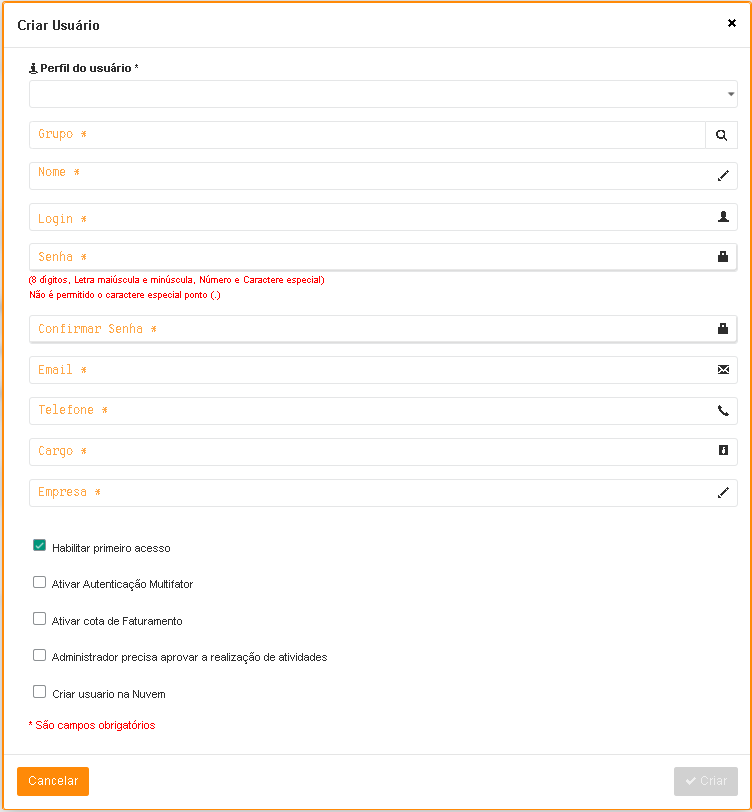 Criar Usuário
Perfil do usuário *
Grupo *
Nome *
Login *
Senha *
(8 dígitos, Letra maiúscula e minúscula, Número e Caractere especial)
Não é permitido o caractere especial ponto (.)
Confirmar Senha *
Email *
Telefone *
Cargo *
Empresa *
Habilitar primeiro acesso
Ativar Autenticação Multifator
Ativar cota de Faturamento
Administrador precisa aprovar a realização de atividades
Criar usuario na Nuvem
* São campos obrigatórios
Cancelar
Criar